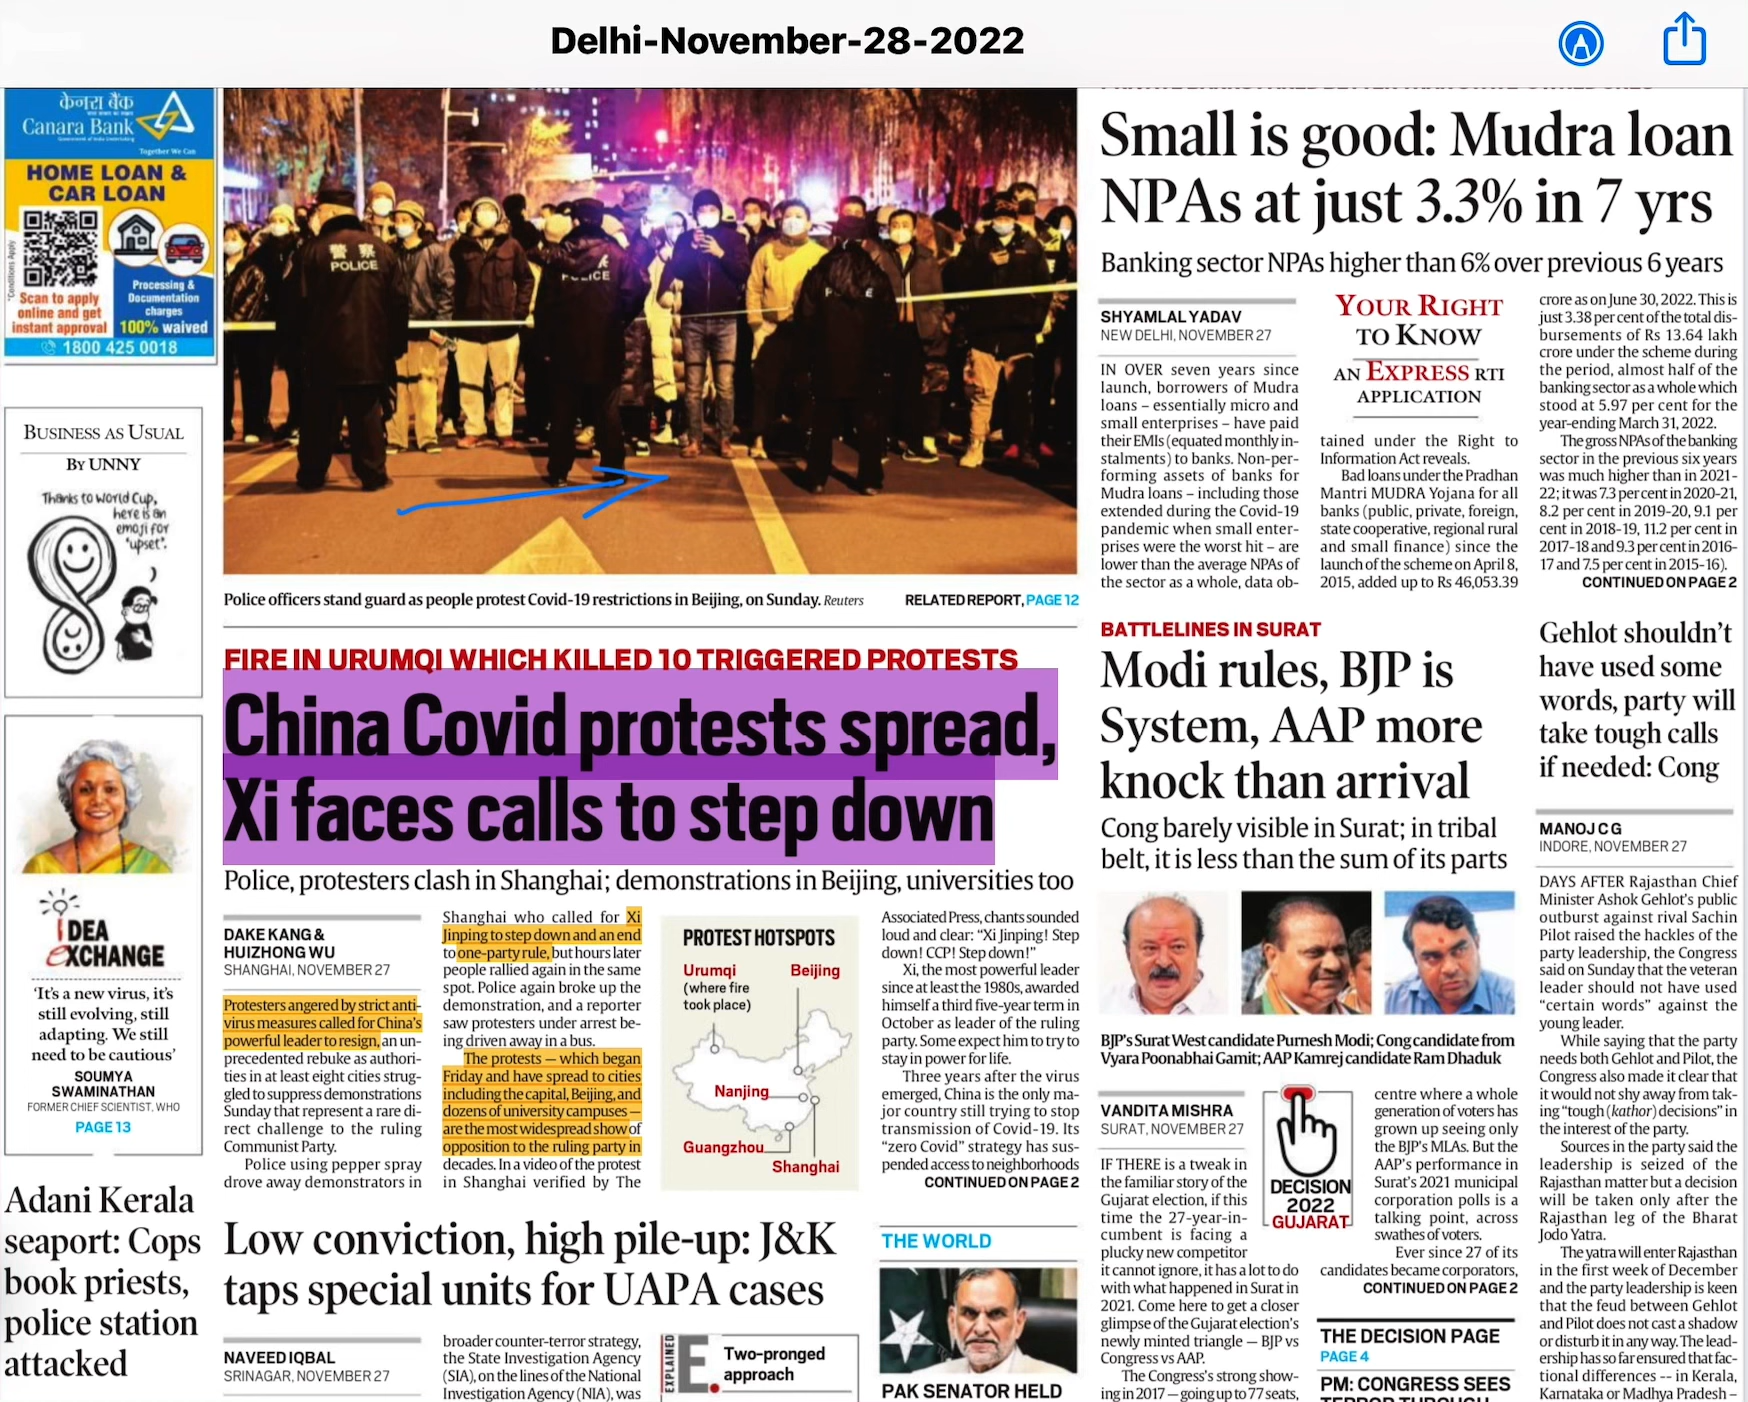 Delhi-November-28-2022
केनरा बैंक
Canara Bank
Together We Can
HOME LOAN &
CAR LOAN
*Conditions Apply
Scan to apply
online and get
instant approval
Processing &
Documentation
charges
100% waived
1800 425 0018
BUSINESS AS USUAL
BY UNNY
Thanks to World Cup,
here is an
emoji for
"upset".
IDEA
EXCHANGE
'It's a new virus, it's
still evolving, still
adapting. We still
need to be cautious'
SOUMYA
SWAMINATHAN
FORMER CHIEF SCIENTIST, WHO
PAGE 13
Adani Kerala
seaport: Cops
book priests,
police station
attacked
警 察
POLICE
POLICE
Police officers stand guard as people protest Covid-19 restrictions in Beijing, on Sunday. Reuters
RELATED REPORT, PAGE 12
FIRE IN URUMQI WHICH KILLED 10 TRIGGERED PROTESTS
China Covid protests spread,
Xi faces calls to step down
Police, protesters clash in Shanghai; demonstrations in Beijing, universities too
DAKE KANG &
HUIZHONG WU
SHANGHAI, NOVEMBER 27
Protesters angered by strict anti-
virus measures called for China's
powerful leader to resign, an un-
precedented rebuke as authori-
ties in at least eight cities strug-
gled to suppress demonstrations
Sunday that represent a rare di-
rect challenge to the ruling
Communist Party.
Police using pepper spray
drove away demonstrators in
Shanghai who called for Xi
Jinping to step down and an end
to one-party rule, but hours later
people rallied again in the same
spot. Police again broke up the
demonstration, and a reporter
saw protesters under arrest be-
ing driven away in a bus.
The protests — which began
Friday and have spread to cities
including the capital, Beijing, and
dozens of university campuses —
are the most widespread show of
opposition to the ruling party in
decades. In a video of the protest
in Shanghai verified by The
PROTEST HOTSPOTS
Urumqi
(where fire
took place)
Beijing
Nanjing
Guangzhou
Shanghai
Associated Press, chants sounded
loud and clear: "Xi Jinping! Step
down! CCP! Step down!"
Xi, the most powerful leader
since at least the 1980s, awarded
himself a third five-year term in
October as leader of the ruling
party. Some expect him to try to
stay in power for life.
Three years after the virus
emerged, China is the only ma-
jor country still trying to stop
transmission of Covid-19. Its
"zero Covid" strategy has sus-
pended access to neighborhoods
CONTINUED ON PAGE 2
Low conviction, high pile-up: J&K
taps special units for UAPA cases
NAVEED IQBAL
SRINAGAR, NOVEMBER 27
broader counter-terror strategy,
the State Investigation Agency
(SIA), on the lines of the National
Investigation Agency (NIA), was
EXPLAINED
E.
Two-pronged
approach
THE WORLD
PAK SENATOR HELD
Small is good: Mudra loan
NPAs at just 3.3% in 7 yrs
Banking sector NPAs higher than 6% over previous 6 years
SHYAMLAL YADAV
NEW DELHI, NOVEMBER 27
IN OVER seven years since
launch, borrowers of Mudra
loans – essentially micro and
small enterprises – have paid
their EMIs (equated monthly in-
stalments) to banks. Non-per-
forming assets of banks for
Mudra loans – including those
extended during the Covid-19
pandemic when small enter-
prises were the worst hit – are
lower than the average NPAs of
the sector as a whole, data ob-
YOUR RIGHT
TO KNOW
AN EXPRESS RTI
APPLICATION
tained under the Right to
Information Act reveals.
Bad loans under the Pradhan
Mantri MUDRA Yojana for all
banks (public, private, foreign,
state cooperative, regional rural
and small finance) since the
launch of the scheme on April 8,
2015, added up to Rs 46,053.39
crore as on June 30, 2022. This is
just 3.38 per cent of the total dis-
bursements of Rs 13.64 lakh
crore under the scheme during
the period, almost half of the
banking sector as a whole which
stood at 5.97 per cent for the
year-ending March 31, 2022.
The gross NPAs of the banking
sector in the previous six years
was much higher than in 2021-
22; it was 7.3 per cent in 2020-21,
8.2 per cent in 2019-20, 9.1 per
cent in 2018-19, 11.2 per cent in
2017-18 and 9.3 per cent in 2016-
17 and 7.5 per cent in 2015-16).
CONTINUED ON PAGE 2
BATTLELINES IN SURAT
Modi rules, BJP is
System, AAP more
knock than arrival
Cong barely visible in Surat; in tribal
belt, it is less than the sum of its parts
BJP's Surat West candidate Purnesh Modi; Cong candidate from
Vyara Poonabhai Gamit; AAP Kamrej candidate Ram Dhaduk
VANDITA MISHRA
SURAT, NOVEMBER 27
IF THERE is a tweak in
the familiar story of the
Gujarat election, if this
time the 27-year-in-
cumbent is facing a
plucky new competitor
it cannot ignore, it has a lot to do
with what happened in Surat in
2021. Come here to get a closer
glimpse of the Gujarat election's
newly minted triangle — BJP vs
Congress vs AAP.
The Congress's strong show-
ing in 2017 — going up to 77 seats,
DECISION
2022
GUJARAT
centre where a whole
generation of voters has
grown up seeing only
the BJP's MLAs. But the
AAP's performance in
Surat's 2021 municipal
corporation polls is a
talking point, across
swathes of voters.
Ever since 27 of its
candidates became corporators,
CONTINUED ON PAGE 2
THE DECISION PAGE
PAGE 4
PM: CONGRESS SEES
TERROR THROUGH
Gehlot shouldn't
have used some
words, party will
take tough calls
if needed: Cong
MANOJ C G
INDORE, NOVEMBER 27
DAYS AFTER Rajasthan Chief
Minister Ashok Gehlot's public
outburst against rival Sachin
Pilot raised the hackles of the
party leadership, the Congress
said on Sunday that the veteran
leader should not have used
"certain words" against the
young leader.
While saying that the party
needs both Gehlot and Pilot, the
Congress also made it clear that
it would not shy away from tak-
ing "tough (kathor) decisions" in
the interest of the party.
Sources in the party said the
leadership is seized of the
Rajasthan matter but a decision
will be taken only after the
Rajasthan leg of the Bharat
Jodo Yatra.
The yatra will enter Rajasthan
in the first week of December
and the party leadership is keen
that the feud between Gehlot
and Pilot does not cast a shadow
or disturb it in any way. The lead-
ership has so far ensured that fac-
tional differences -- in Kerala,
Karnataka or Madhya Pradesh –